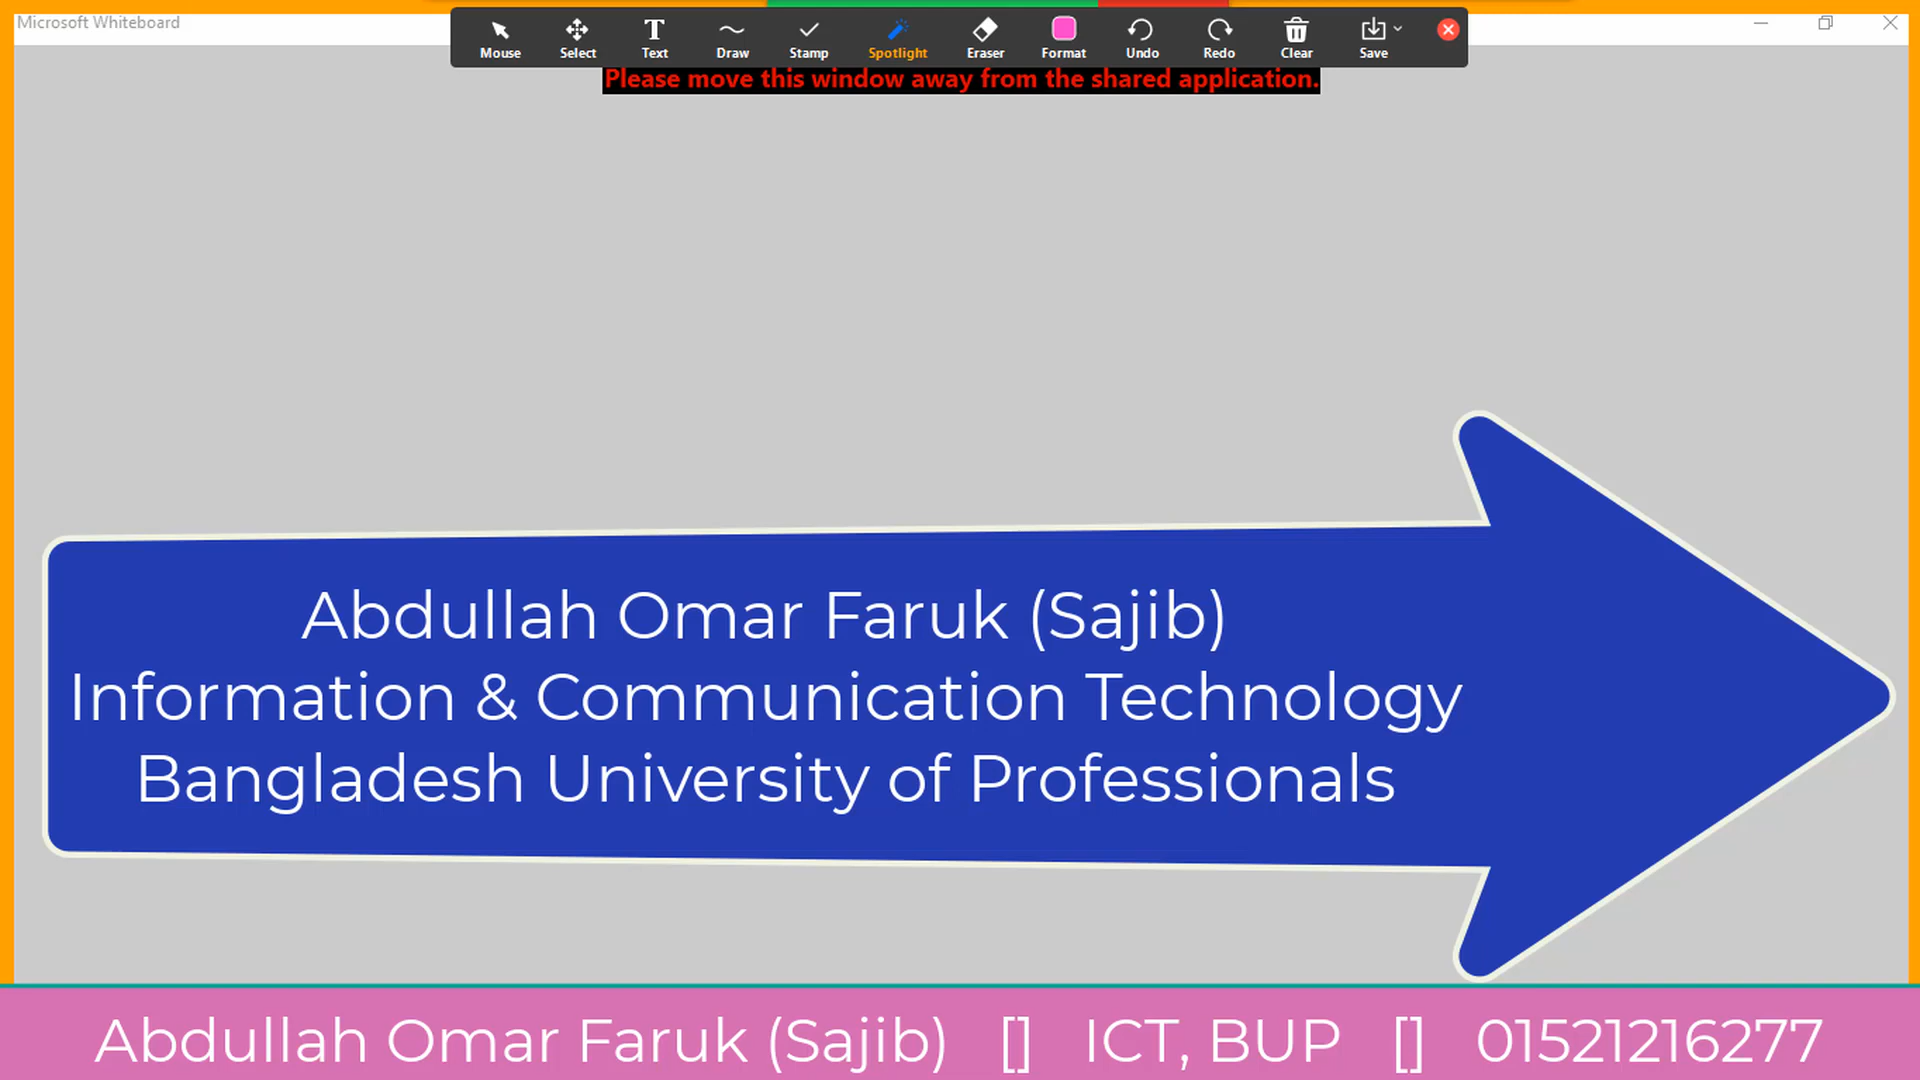 Microsoft Whiteboard
Mouse Select Text Draw Stamp Spotlight Eraser Format Undo Redo Clear Save
Please move this window away from the shared application.
Abdullah Omar Faruk (Sajib)
Information & Communication Technology
Bangladesh University of Professionals
Abdullah Omar Faruk (Sajib) [] ICT, BUP [] 01521216277